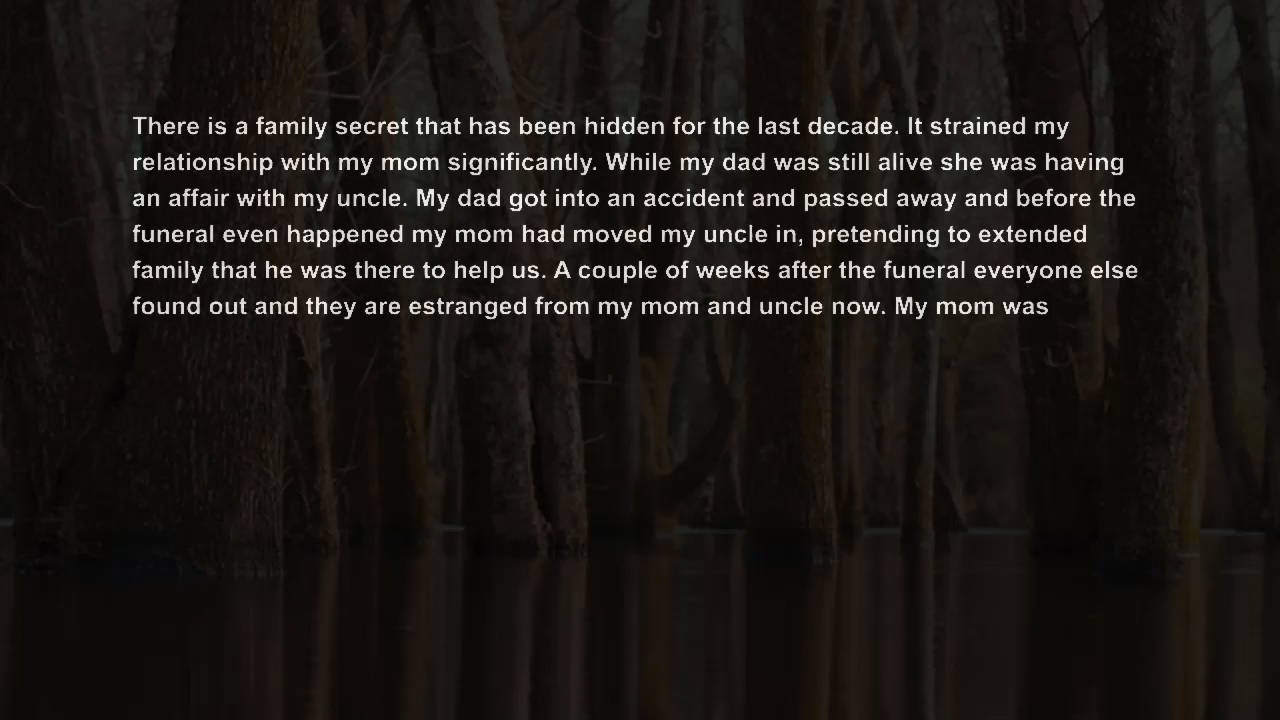 There is a family secret that has been hidden for the last decade. It strained my
relationship with my mom significantly. While my dad was still alive she was having
an affair with my uncle. My dad got into an accident and passed away and before the
funeral even happened my mom had moved my uncle in, pretending to extended
family that he was there to help us. A couple of weeks after the funeral everyone else
found out and they are estranged from my mom and uncle now. My mom was